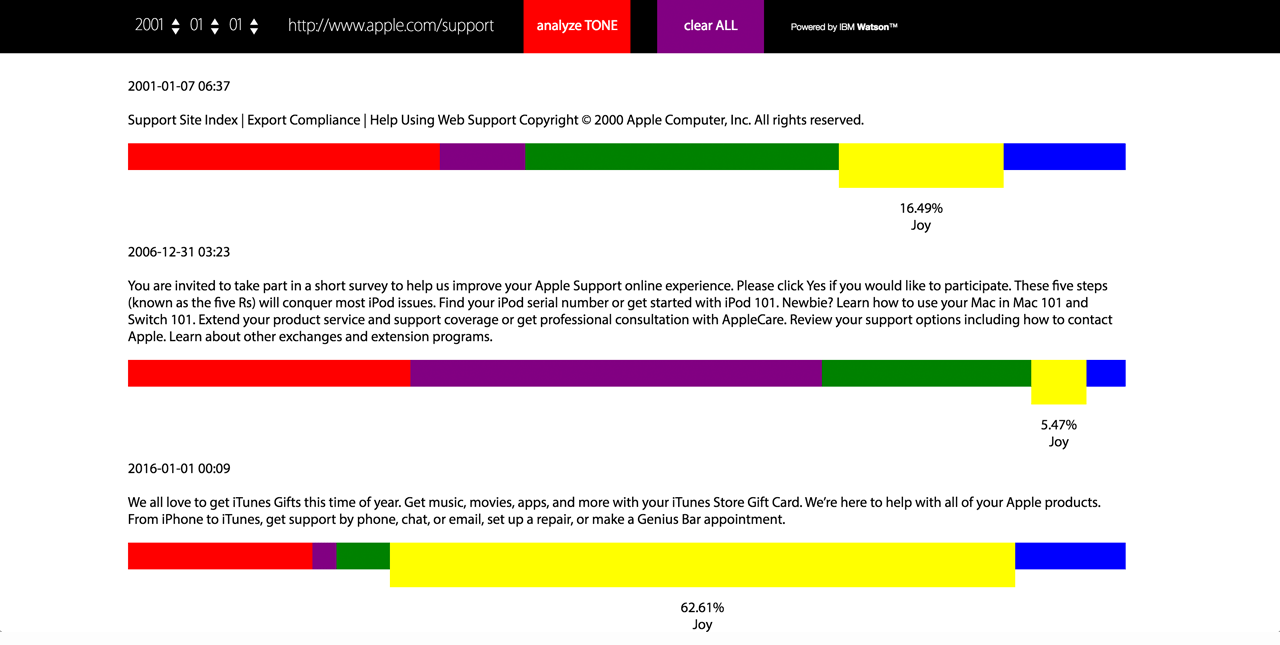 2001 01 01 http://www.apple.com/support analyze TONE clear ALL Powered by IBM Watson™
2001-01-07 06:37
Support Site Index | Export Compliance | Help Using Web Support Copyright © 2000 Apple Computer, Inc. All rights reserved.
16.49%
Joy
2006-12-31 03:23
You are invited to take part in a short survey to help us improve your Apple Support online experience. Please click Yes if you would like to participate. These five steps
(known as the five Rs) will conquer most iPod issues. Find your iPod serial number or get started with iPod 101. Newbie? Learn how to use your Mac in Mac 101 and
Switch 101. Extend your product service and support coverage or get professional consultation with AppleCare. Review your support options including how to contact
Apple. Learn about other exchanges and extension programs.
5.47%
Joy
2016-01-01 00:09
We all love to get iTunes Gifts this time of year. Get music, movies, apps, and more with your iTunes Store Gift Card. We’re here to help with all of your Apple products.
From iPhone to iTunes, get support by phone, chat, or email, set up a repair, or make a Genius Bar appointment.
62.61%
Joy